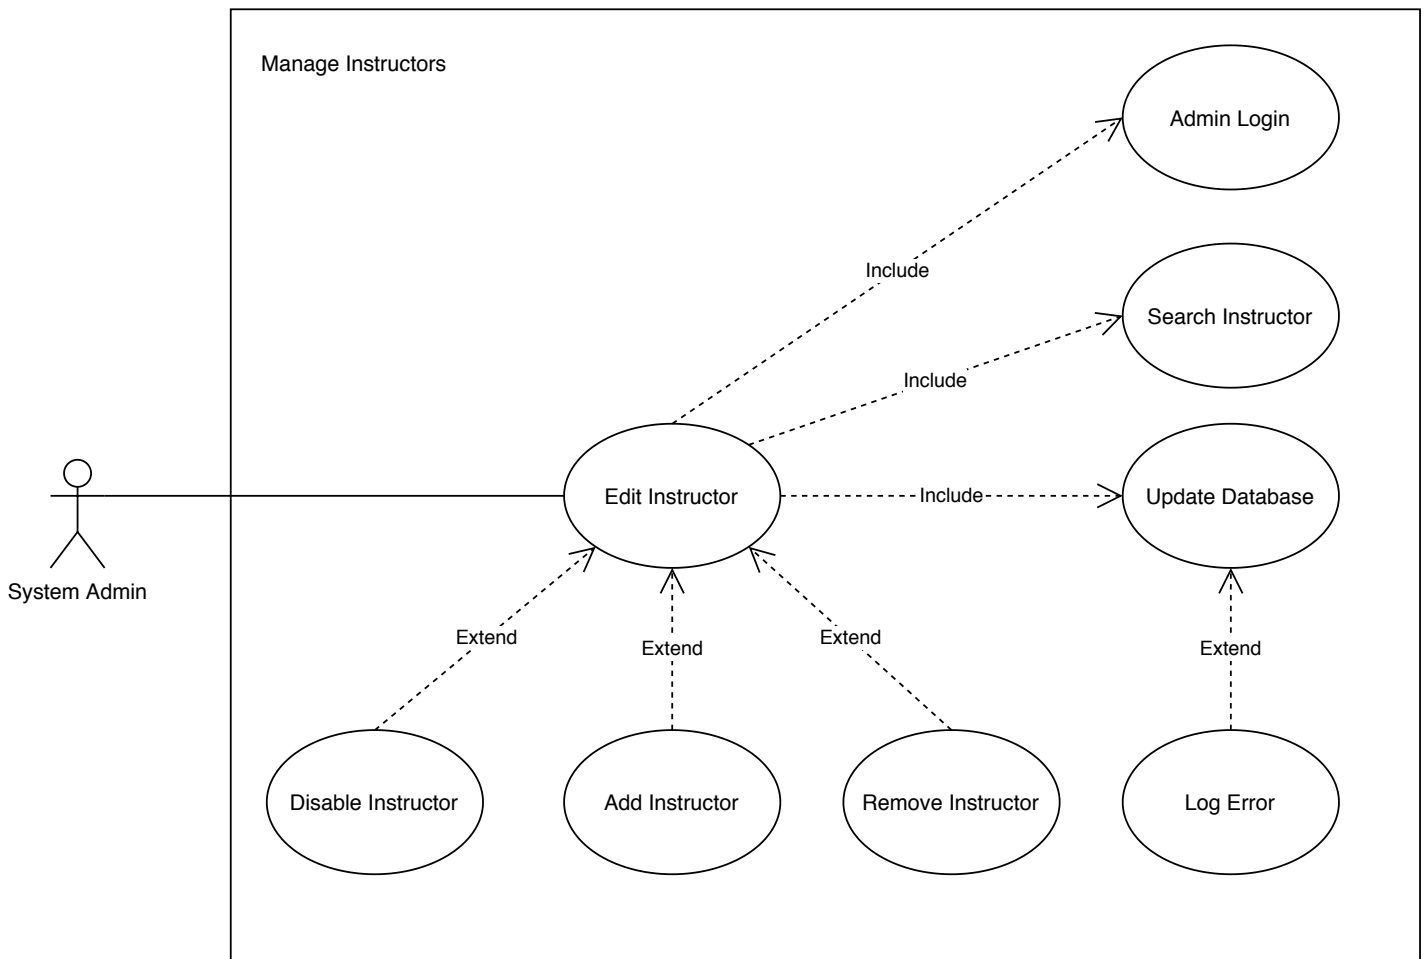 Manage Instructors
Admin Login
Include
Search Instructor
Include
Edit Instructor
Include
Update Database
System Admin
Extend
Extend
Extend
Extend
Disable Instructor
Add Instructor
Remove Instructor
Log Error